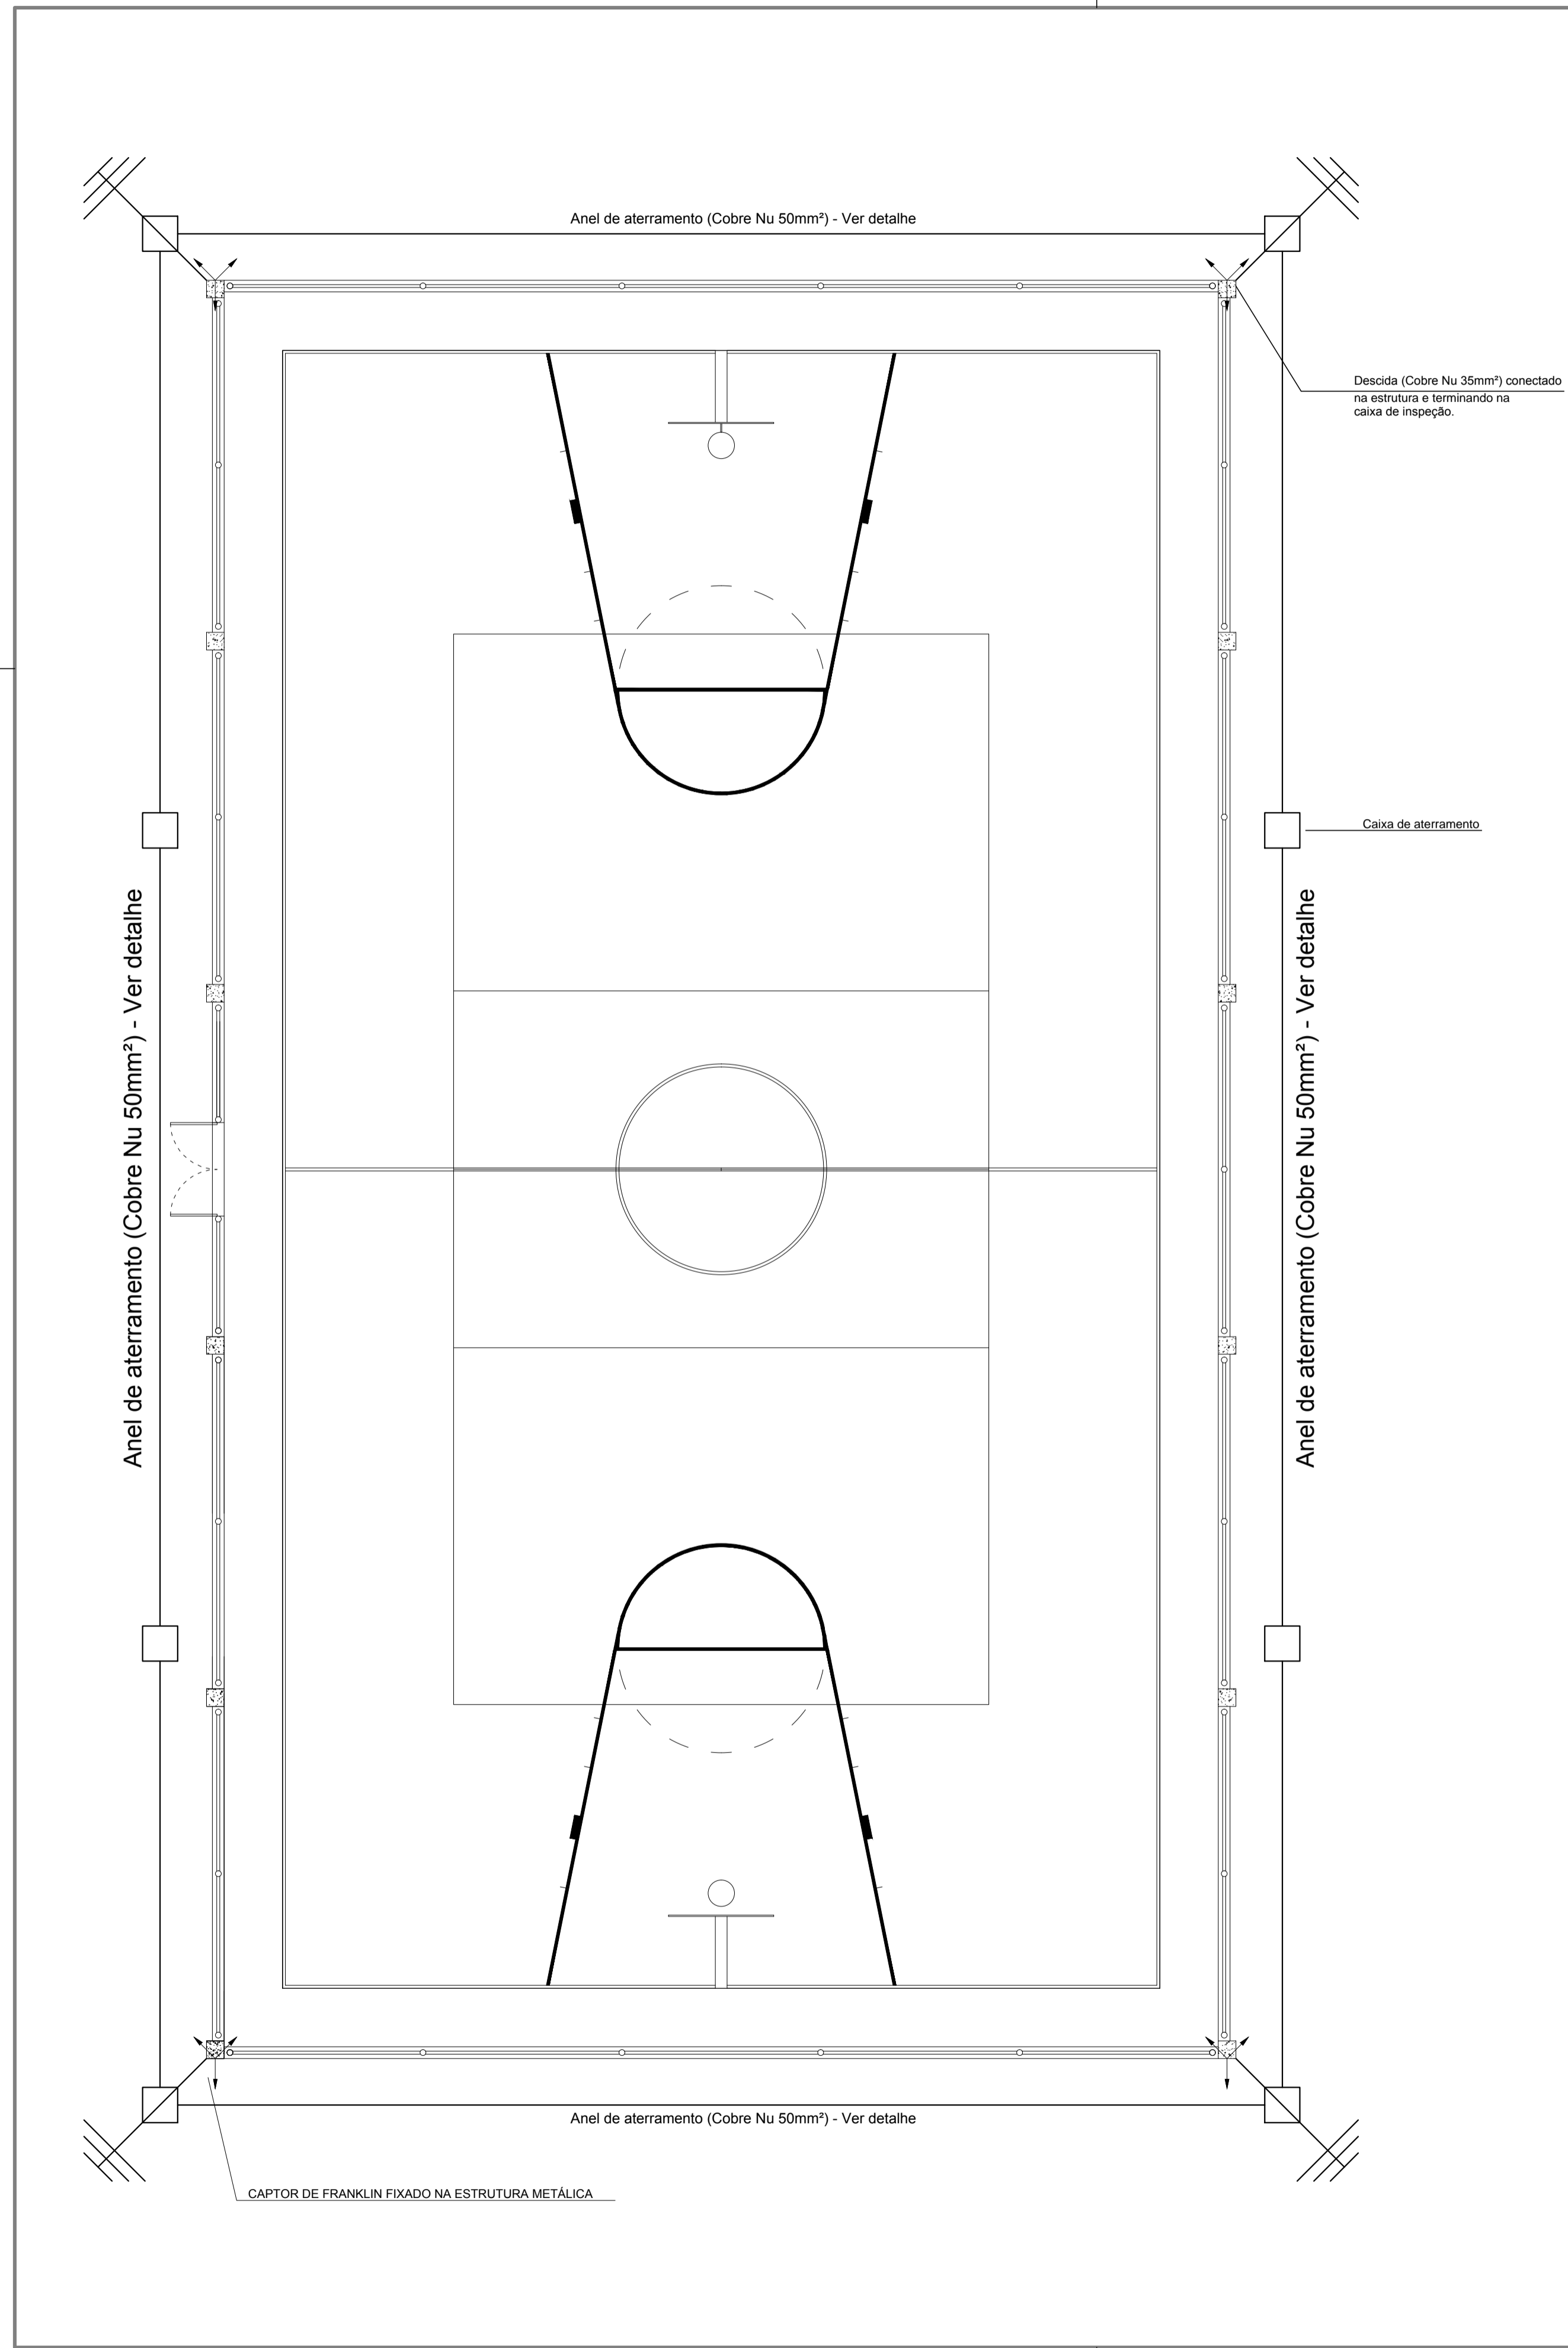 Anel de aterramento (Cobre Nu 50mm²) - Ver detalhe
Descida (Cobre Nu 35mm²) conectado
na estrutura e terminando na
caixa de inspeção.
Caixa de aterramento
Anel de aterramento (Cobre Nu 50mm²) - Ver detalhe
Anel de aterramento (Cobre Nu 50mm²) - Ver detalhe
Anel de aterramento (Cobre Nu 50mm²) - Ver detalhe
CAPTOR DE FRANKLIN FIXADO NA ESTRUTURA METÁLICA